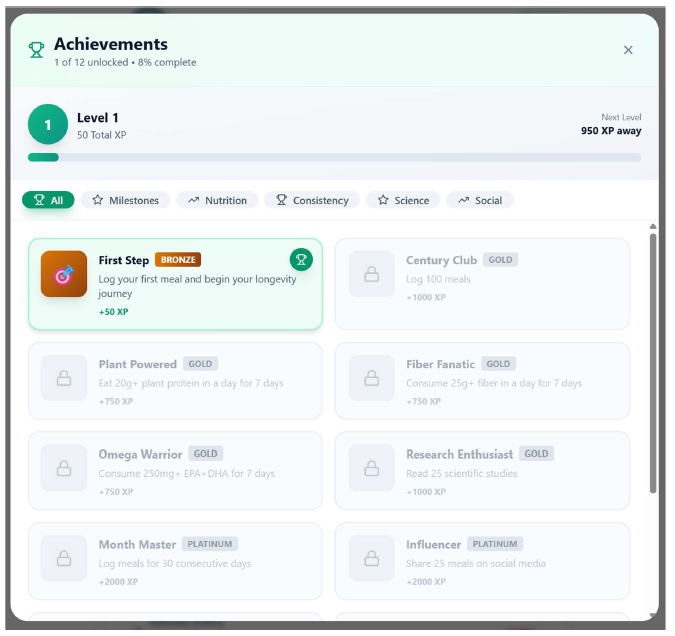 Achievements
1 of 12 unlocked • 8% complete
1
Level 1
50 Total XP
Next Level
950 XP away
All
Milestones
Nutrition
Consistency
Science
Social
First Step BRONZE
Log your first meal and begin your longevity
journey
+50 XP
Century Club GOLD
Log 100 meals
+1000 XP
Plant Powered GOLD
Eat 20g+ plant protein in a day for 7 days
+750 XP
Fiber Fanatic GOLD
Consume 25g+ fiber in a day for 7 days
+750 XP
Omega Warrior GOLD
Consume 250mg+ EPA+DHA for 7 days
+750 XP
Research Enthusiast GOLD
Read 25 scientific studies
+1000 XP
Month Master PLATINUM
Log meals for 30 consecutive days
+2000 XP
Influencer PLATINUM
Share 25 meals on social media
+2000 XP